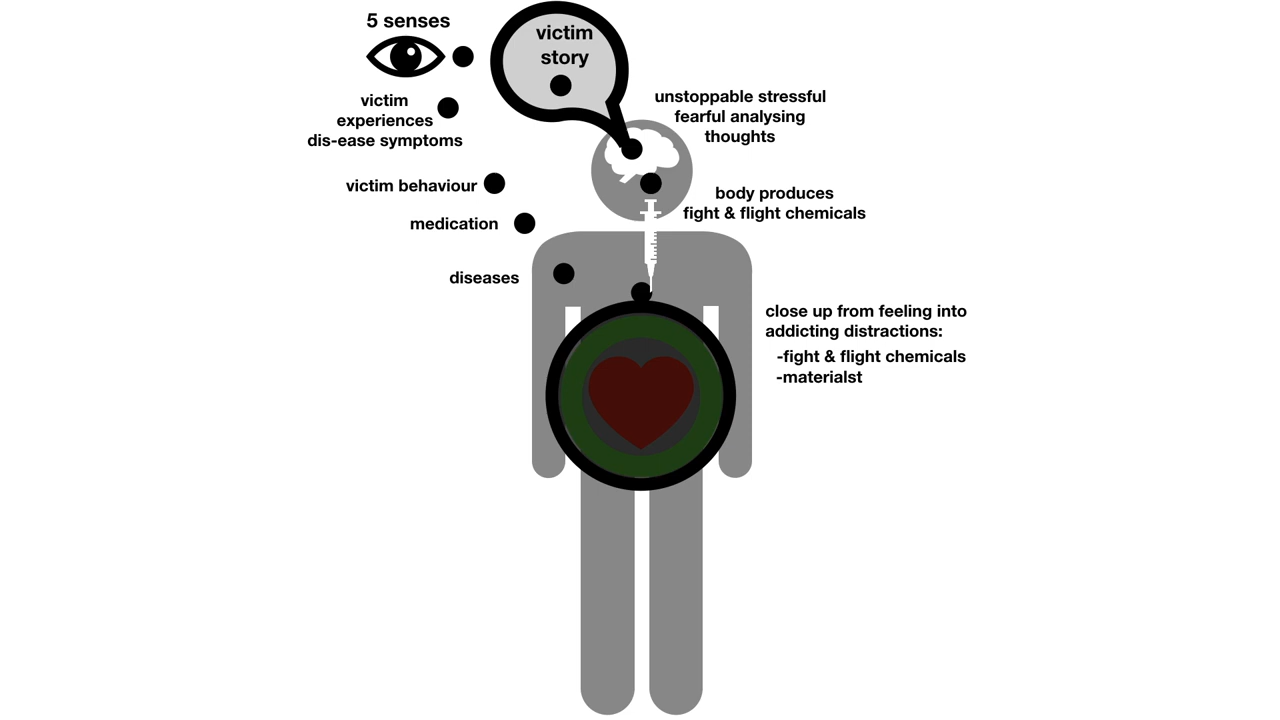 5 senses
victim
story
victim
experiences
dis-ease symptoms
unstoppable stressful
fearful analysing
thoughts
victim behaviour
body produces
fight & flight chemicals
medication
diseases
close up from feeling into
addicting distractions:
-fight & flight chemicals
-materialst